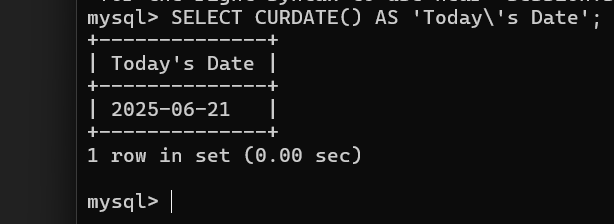 mysql> SELECT CURDATE() AS 'Today\'s Date';
+--------------+
| Today's Date |
+--------------+
| 2025-06-21   |
+--------------+
1 row in set (0.00 sec)
mysql>